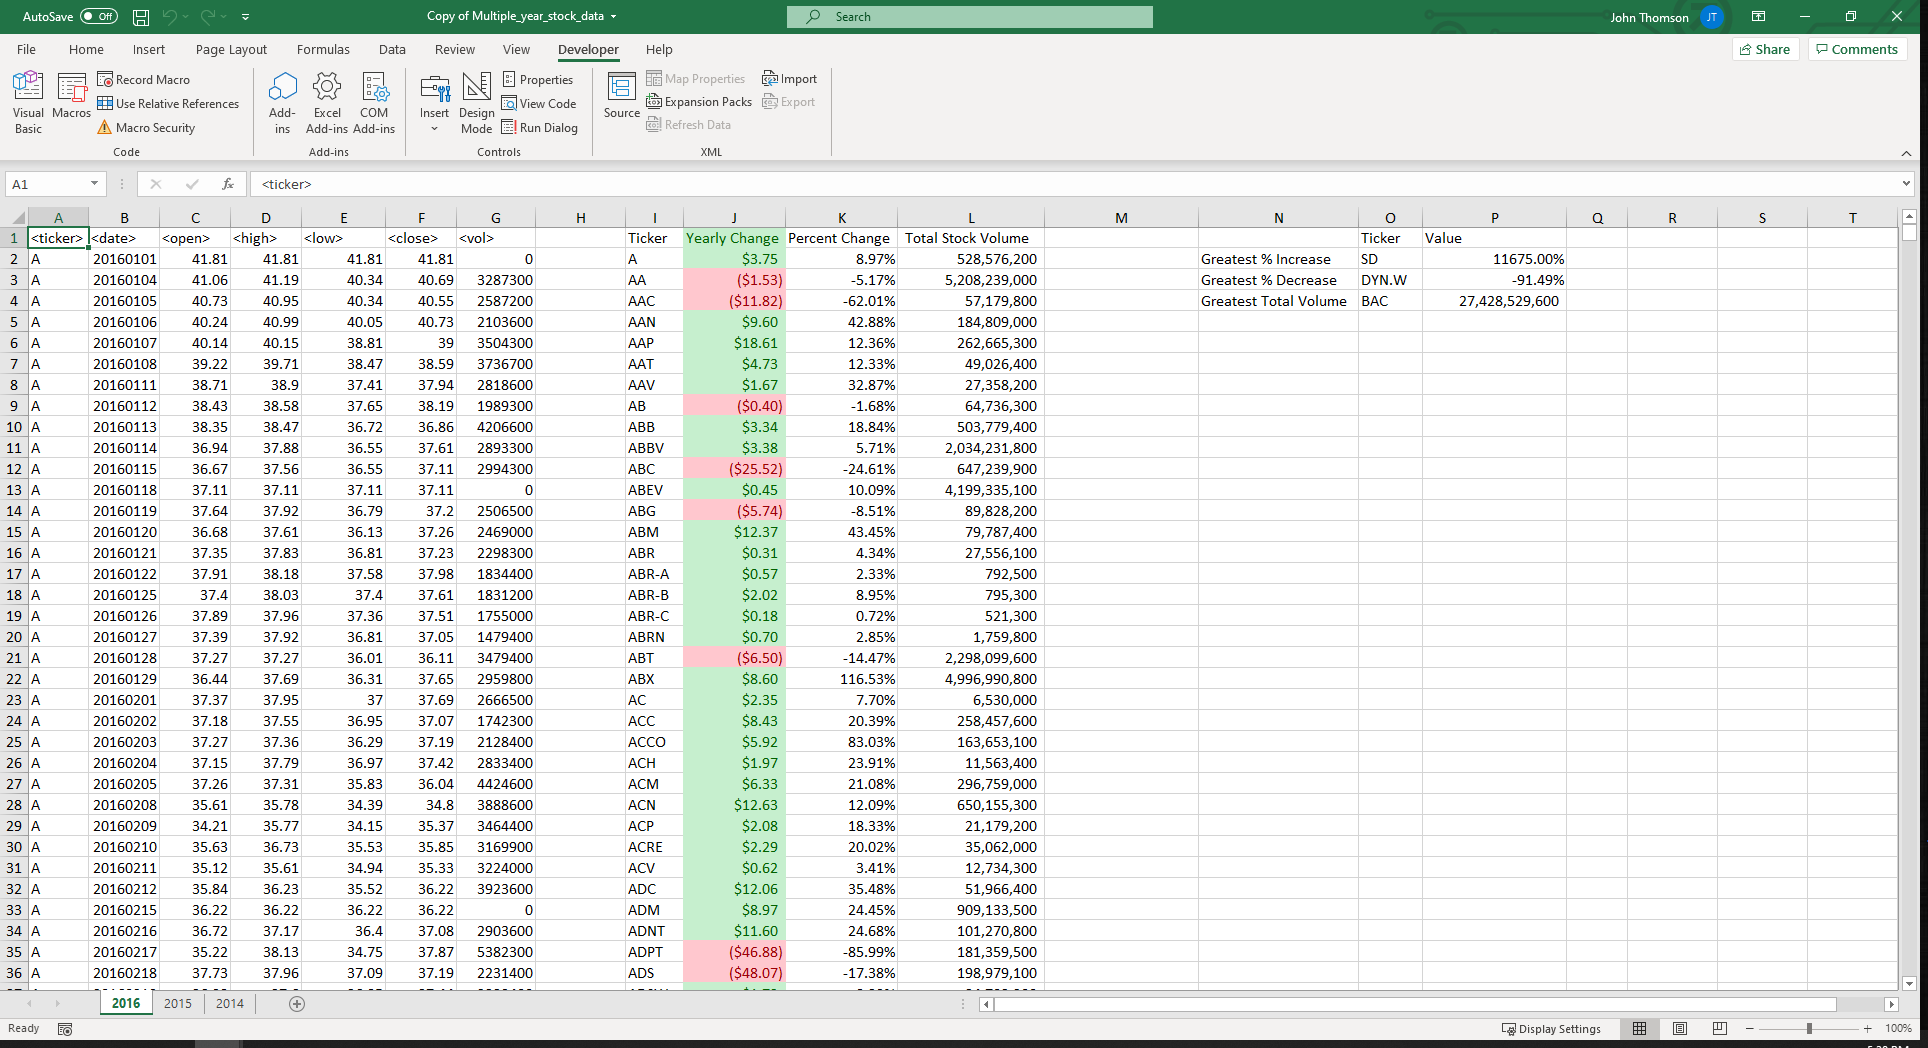 AutoSave Off Copy of Multiple_year_stock_data Search John Thomson JT
File Home Insert Page Layout Formulas Data Review View Developer Help Share Comments
Visual Basic
Macros
Record Macro
Use Relative References
Macro Security
Code
Add-ins
Excel Add-ins
COM Add-ins
Add-ins
Insert
Design Mode
Properties
View Code
Run Dialog
Controls
Source
Map Properties
Expansion Packs
Refresh Data
Import
Export
XML
A1 fx <ticker>
A B C D E F G H I J K L M N O P Q R S T
1 <ticker> <date> <open> <high> <low> <close> <vol> Ticker Yearly Change Percent Change Total Stock Volume Ticker Value
2 A 20160101 41.81 41.81 41.81 41.81 0 A $3.75 8.97% 528,576,200 Greatest % Increase SD 11675.00%
3 A 20160104 41.06 41.19 40.34 40.69 3287300 AA ($1.53) -5.17% 5,208,239,000 Greatest % Decrease DYN.W -91.49%
4 A 20160105 40.73 40.95 40.34 40.55 2587200 AAC ($11.82) -62.01% 57,179,800 Greatest Total Volume BAC 27,428,529,600
5 A 20160106 40.24 40.99 40.05 40.73 2103600 AAN $9.60 42.88% 184,809,000
6 A 20160107 40.14 40.15 38.81 39 3504300 AAP $18.61 12.36% 262,665,300
7 A 20160108 39.22 39.71 38.47 38.59 3736700 AAT $4.73 12.33% 49,026,400
8 A 20160111 38.71 38.9 37.41 37.94 2818600 AAV $1.67 32.87% 27,358,200
9 A 20160112 38.43 38.58 37.65 38.19 1989300 AB ($0.40) -1.68% 64,736,300
10 A 20160113 38.35 38.47 36.72 36.86 4206600 ABB $3.34 18.84% 503,779,400
11 A 20160114 36.94 37.88 36.55 37.61 2893300 ABBV $3.38 5.71% 2,034,231,800
12 A 20160115 36.67 37.56 36.55 37.11 2994300 ABC ($25.52) -24.61% 647,239,900
13 A 20160118 37.11 37.11 37.11 37.11 0 ABEV $0.45 10.09% 4,199,335,100
14 A 20160119 37.64 37.92 36.79 37.2 2506500 ABG ($5.74) -8.51% 89,828,200
15 A 20160120 36.68 37.61 36.13 37.26 2469000 ABM $12.37 43.45% 79,787,400
16 A 20160121 37.35 37.83 36.81 37.23 2298300 ABR $0.31 4.34% 27,556,100
17 A 20160122 37.91 38.18 37.58 37.98 1834400 ABR-A $0.57 2.33% 792,500
18 A 20160125 37.4 38.03 37.4 37.61 1831200 ABR-B $2.02 8.95% 795,300
19 A 20160126 37.89 37.96 37.36 37.51 1755000 ABR-C $0.18 0.72% 521,300
20 A 20160127 37.39 37.92 36.81 37.05 1479400 ABRN $0.70 2.85% 1,759,800
21 A 20160128 37.27 37.27 36.01 36.11 3479400 ABT ($6.50) -14.47% 2,298,099,600
22 A 20160129 36.44 37.69 36.31 37.65 2959800 ABX $8.60 116.53% 4,996,990,800
23 A 20160201 37.37 37.95 37 37.69 2666500 AC $2.35 7.70% 6,530,000
24 A 20160202 37.18 37.55 36.95 37.07 1742300 ACC $8.43 20.39% 258,457,600
25 A 20160203 37.27 37.36 36.29 37.19 2128400 ACCO $5.92 83.03% 163,653,100
26 A 20160204 37.15 37.79 36.97 37.42 2833400 ACH $1.97 23.91% 11,563,400
27 A 20160205 37.26 37.31 35.83 36.04 4424600 ACM $6.33 21.08% 296,759,000
28 A 20160208 35.61 35.78 34.39 34.8 3888600 ACN $12.63 12.09% 650,155,300
29 A 20160209 34.21 35.77 34.15 35.37 3464400 ACP $2.08 18.33% 21,179,200
30 A 20160210 35.63 36.73 35.53 35.85 3169900 ACRE $2.29 20.02% 35,062,000
31 A 20160211 35.12 35.61 34.94 35.33 3224000 ACV $0.62 3.41% 12,734,300
32 A 20160212 35.84 36.23 35.52 36.22 3923600 ADC $12.06 35.48% 51,966,400
33 A 20160215 36.22 36.22 36.22 36.22 0 ADM $8.97 24.45% 909,133,500
34 A 20160216 36.72 37.17 36.4 37.08 2903600 ADNT $11.60 24.68% 101,270,800
35 A 20160217 35.22 38.13 34.75 37.87 5382300 ADPT ($46.88) -85.99% 181,359,500
36 A 20160218 37.73 37.96 37.09 37.19 2231400 ADS ($48.07) -17.38% 198,979,100
2016 2015 2014
Ready Display Settings 100%